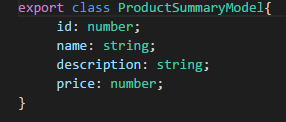 export class ProductSummaryModel{
    id: number;
    name: string;
    description: string;
    price: number;
}